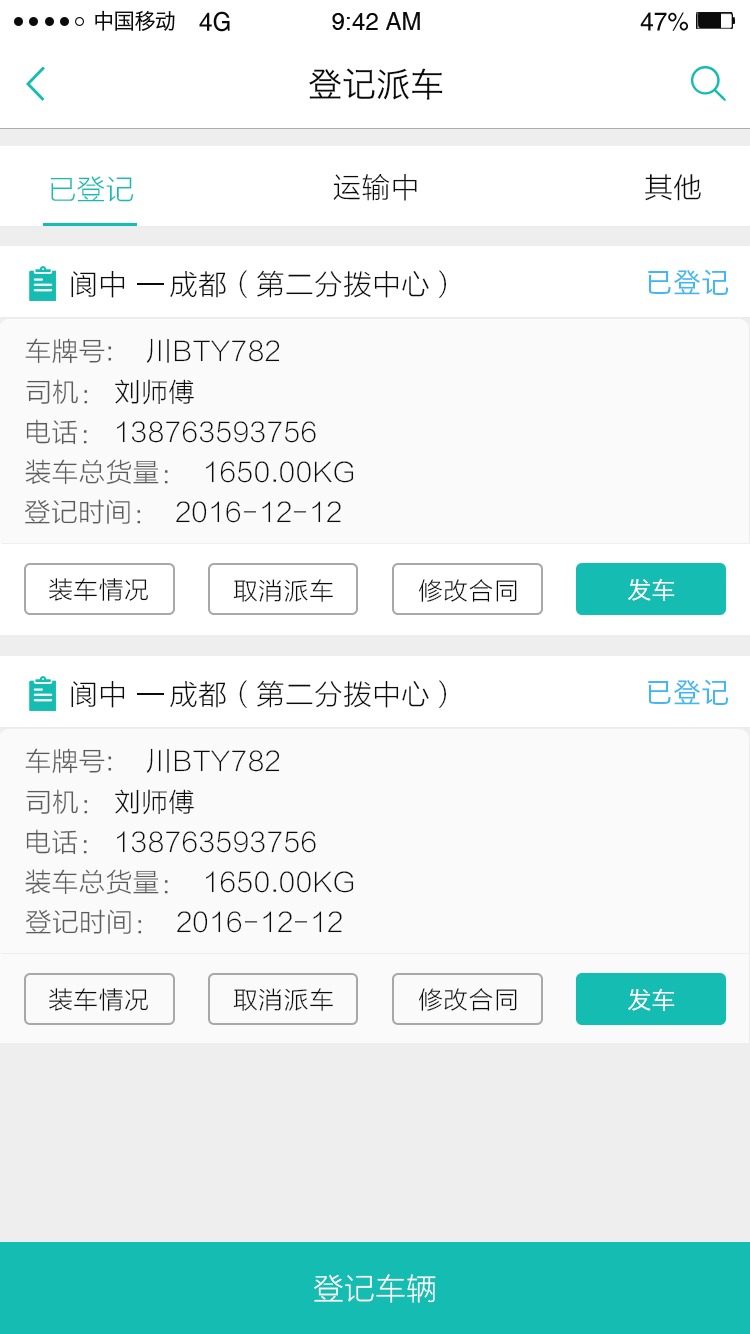 中国移动 4G 9:42 AM 47%
登记派车
已登记 运输中 其他
阆中 一 成都（第二分拨中心） 已登记
车牌号： 川BTY782
司机： 刘师傅
电话： 138763593756
装车总货量： 1650.00KG
登记时间： 2016-12-12
装车情况 取消派车 修改合同 发车
阆中 一 成都（第二分拨中心） 已登记
车牌号： 川BTY782
司机： 刘师傅
电话： 138763593756
装车总货量： 1650.00KG
登记时间： 2016-12-12
装车情况 取消派车 修改合同 发车
登记车辆